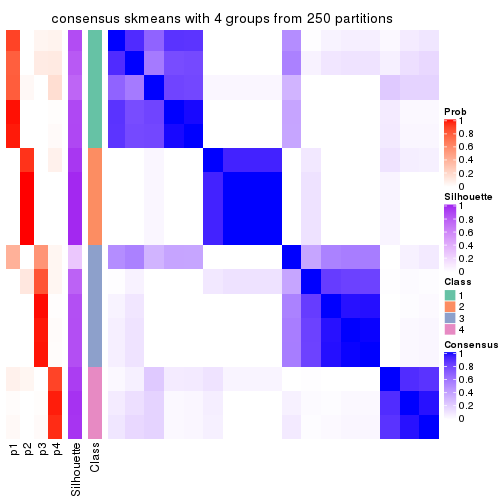 consensus skmeans with 4 groups from 250 partitions
Prob
1
0.8
0.6
0.4
0.2
0
Silhouette
1
0.8
0.6
0.4
0.2
0
Class
1
2
3
4
Consensus
1
0.8
0.6
0.4
0.2
0
p1
p2
p3
p4
Silhouette
Class